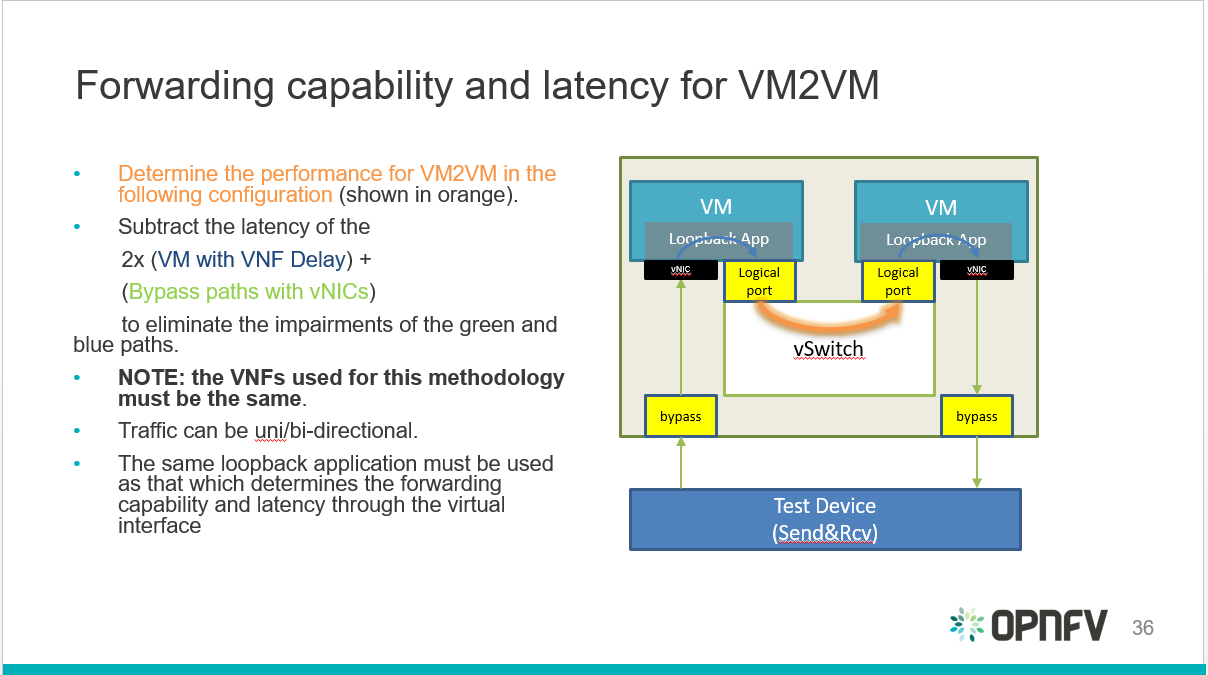 Forwarding capability and latency for VM2VM
• Determine the performance for VM2VM in the
following configuration (shown in orange).
• Subtract the latency of the
2x (VM with VNF Delay) +
(Bypass paths with vNICs)
to eliminate the impairments of the green and
blue paths.
• NOTE: the VNFs used for this methodology
must be the same.
• Traffic can be uni/bi-directional.
• The same loopback application must be used
as that which determines the forwarding
capability and latency through the virtual
interface
VM
Loopback App
vNIC
Logical
port
VM
Loopback App
Logical
port
vNIC
vSwitch
bypass
bypass
Test Device
(Send&Rcv)
OPNFV
36